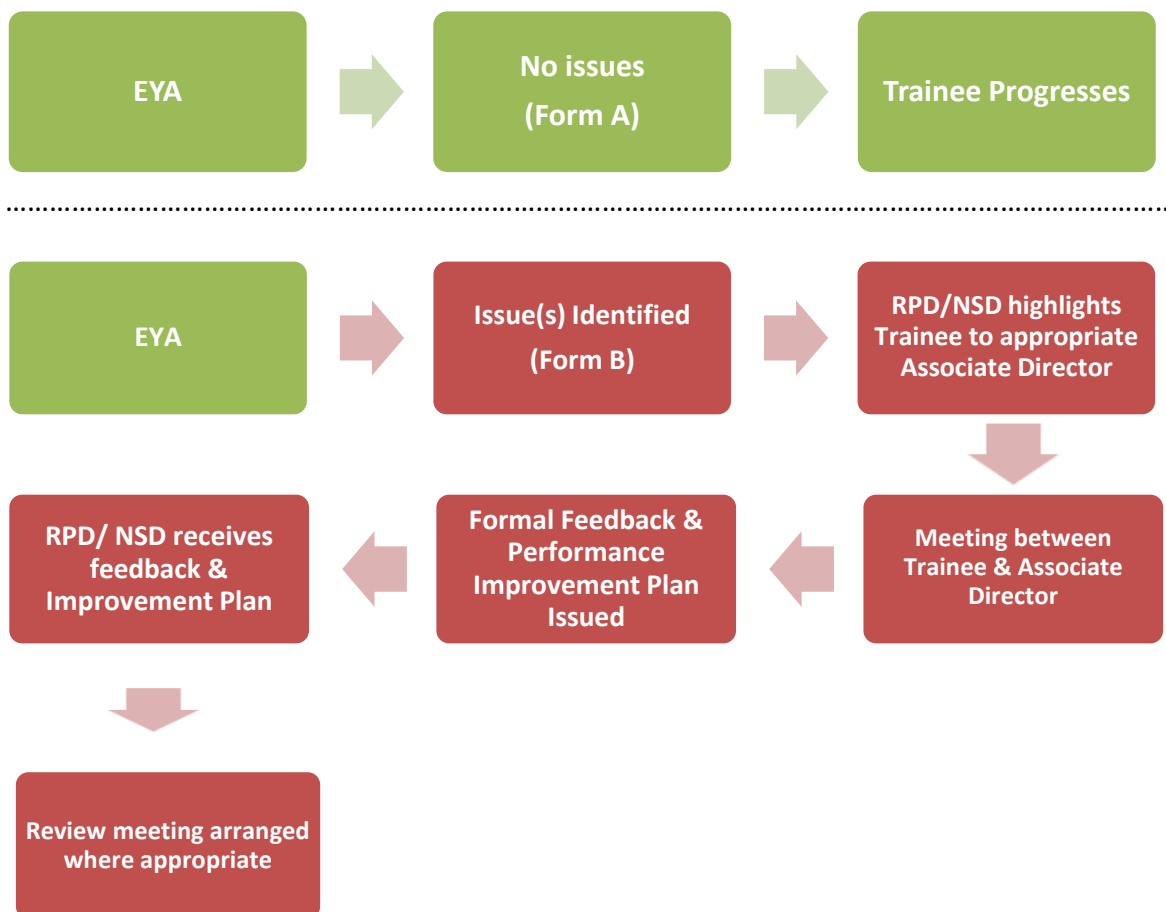 EYA
No issues
(Form A)
Trainee Progresses
EYA
Issue(s) Identified
(Form B)
RPD/NSD highlights
Trainee to appropriate
Associate Director
Meeting between
Trainee & Associate
Director
Formal Feedback &
Performance
Improvement Plan
Issued
RPD/ NSD receives
feedback &
Improvement Plan
Review meeting arranged
where appropriate